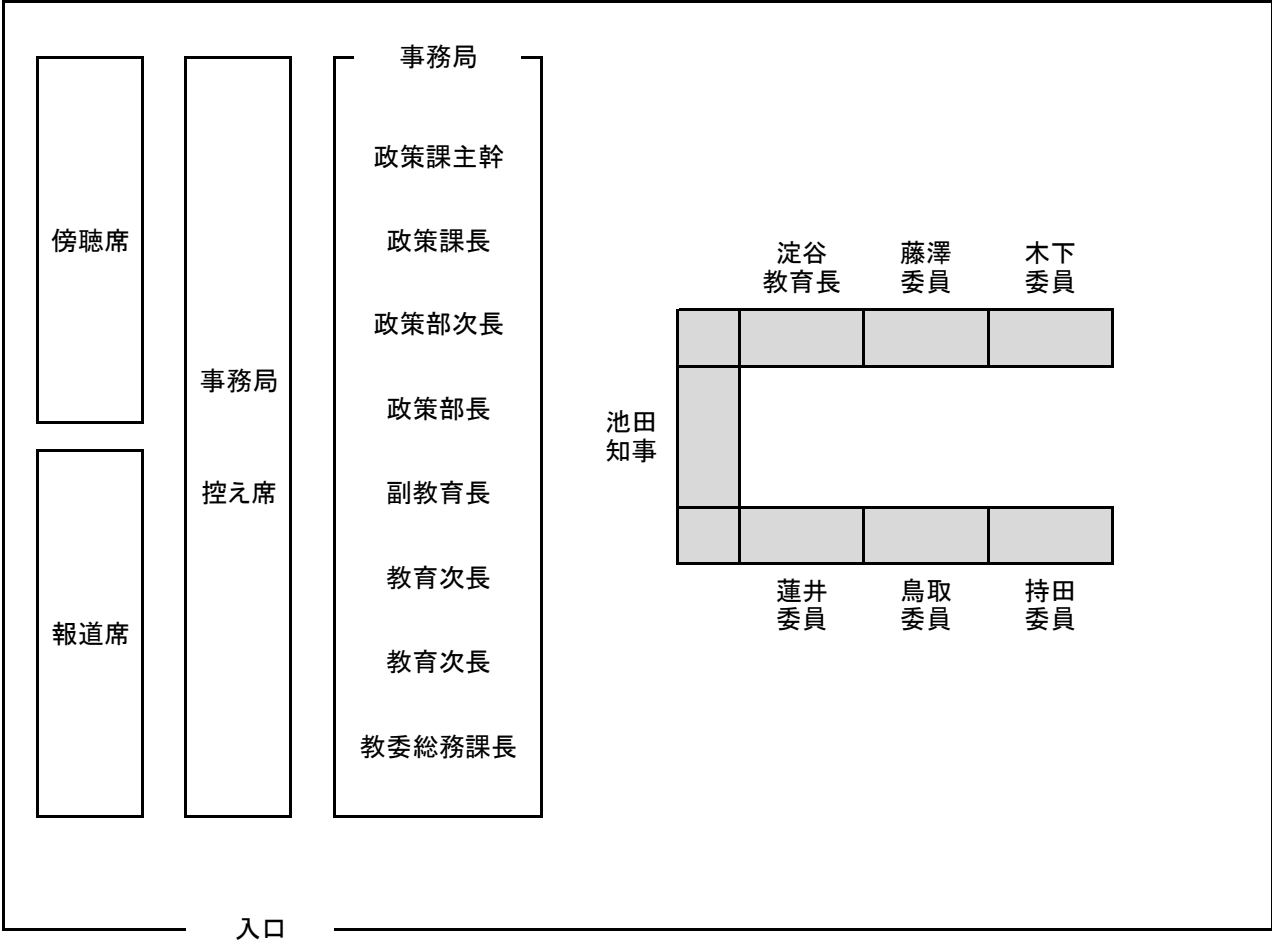 傍聴席
報道席
事務局
控え席
事務局
政策課主幹
政策課長
政策部次長
政策部長
副教育長
教育次長
教育次長
教委総務課長
池田
知事
淀谷
教育長
藤澤
委員
木下
委員
蓮井
委員
鳥取
委員
持田
委員
入口